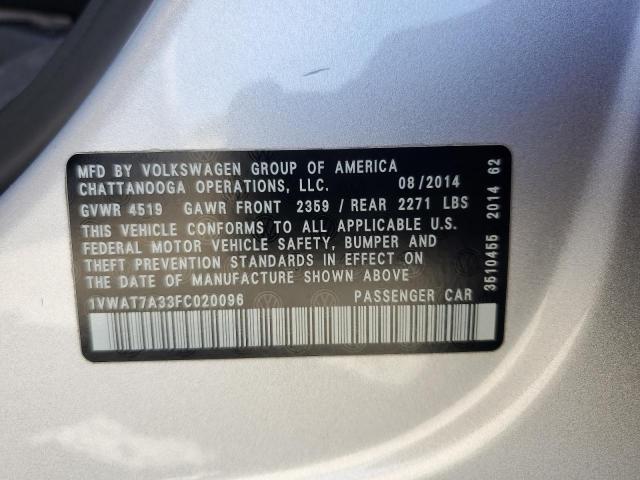 MFD BY VOLKSWAGEN GROUP OF AMERICA
CHATTANOOGA OPERATIONS, LLC. 08/2014
GVWR 4519 GAWR FRONT 2359 / REAR 2271 LBS
THIS VEHICLE CONFORMS TO ALL APPLICABLE U.S.
FEDERAL MOTOR VEHICLE SAFETY, BUMPER AND
THEFT PREVENTION STANDARDS IN EFFECT ON
THE DATE OF MANUFACTURE SHOWN ABOVE
1VWAT7A33FC020096 PASSENGER CAR
3510455 2014 62